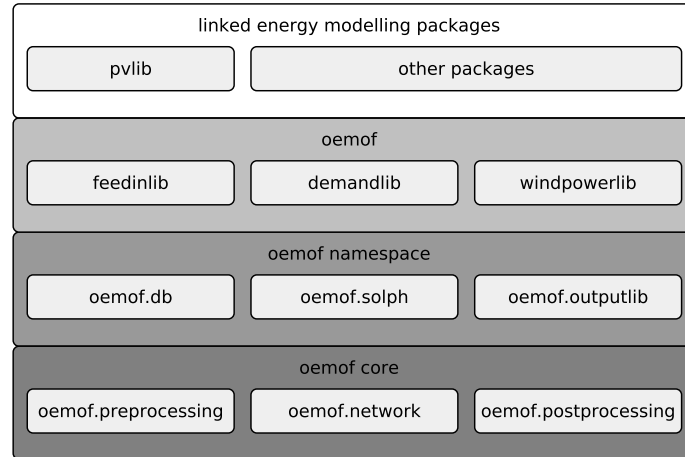 linked energy modelling packages
pvlib
other packages
oemof
feedinlib
demandlib
windpowerlib
oemof namespace
oemof.db
oemof.solph
oemof.outputlib
oemof core
oemof.preprocessing
oemof.network
oemof.postprocessing